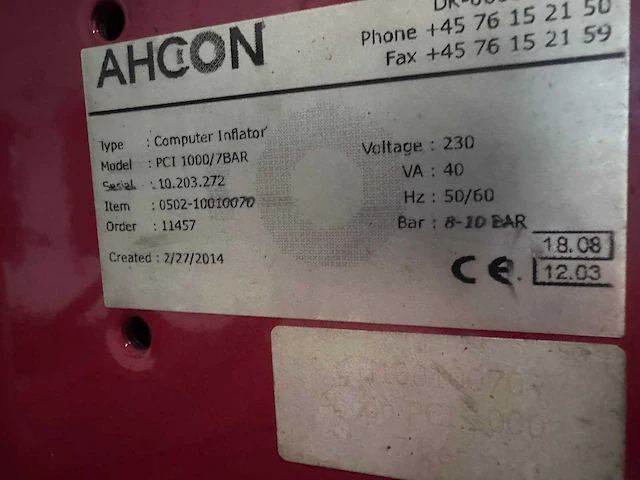 AHCON
Phone +45 76 15 21 50
Fax +45 76 15 21 59
Type : Computer Inflator
Model : PCI 1000/7BAR
Serial : 10.203.272
Item : 0502-10010070
Order : 11457
Created : 2/27/2014
Voltage : 230
VA : 40
Hz : 50/60
Bar : 8-10 BAR
CE. 18.08
12.03